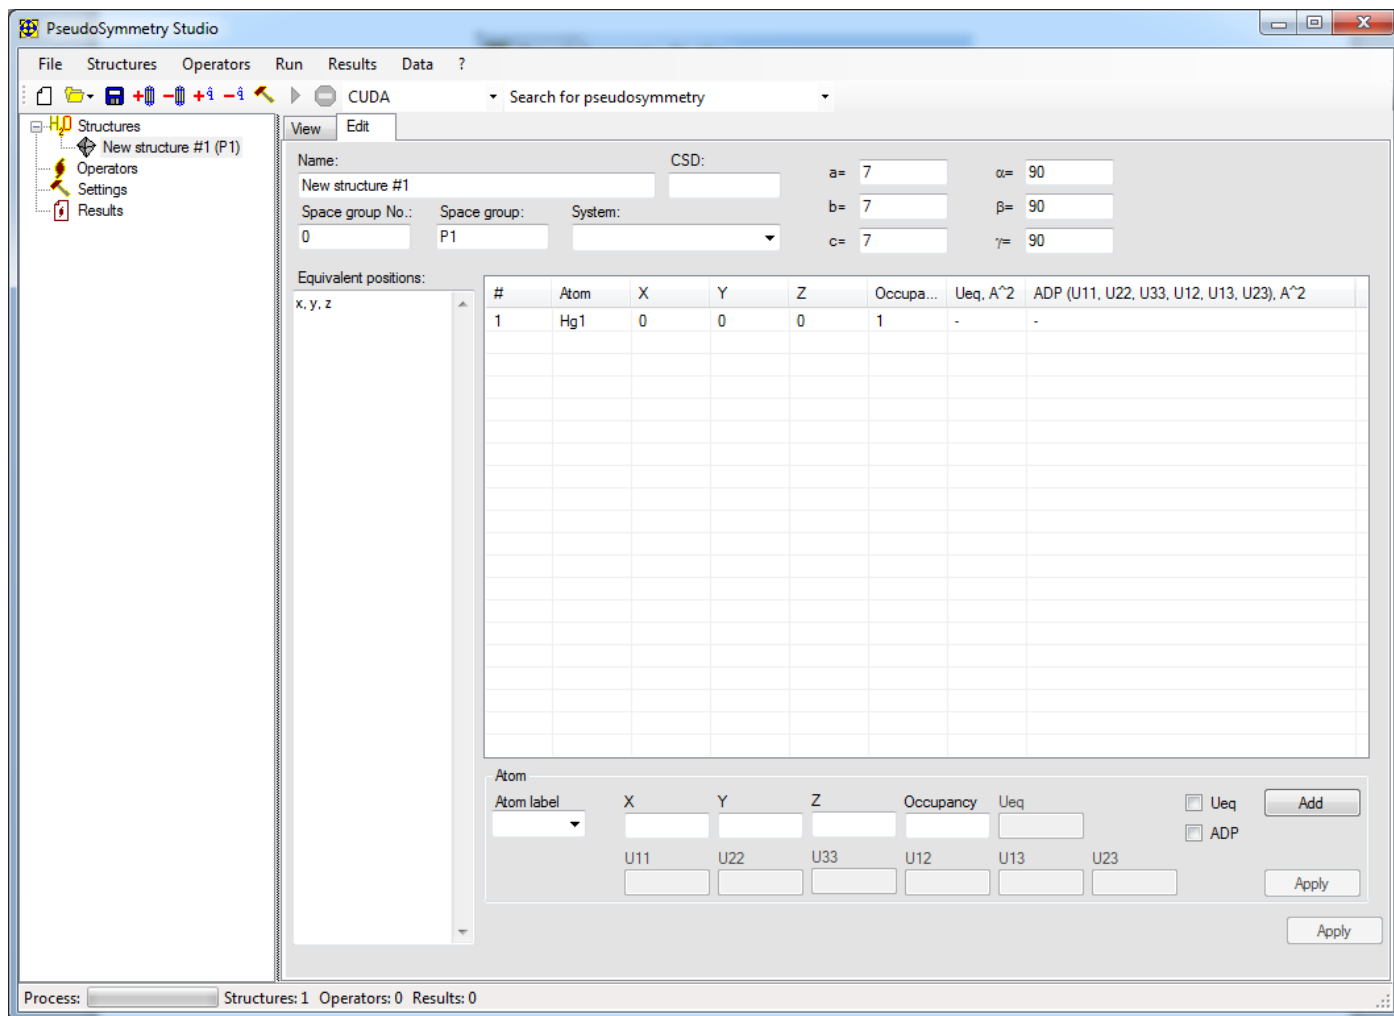 PseudoSymmetry Studio
File Structures Operators Run Results Data ?
CUDA Search for pseudosymmetry
H2O Structures
New structure #1 (P1)
Operators
Settings
Results
View Edit
Name: CSD:
New structure #1
a= 7 α= 90
b= 7 β= 90
c= 7 γ= 90
Space group No.: Space group: System:
0 P1
Equivalent positions:
x, y, z
# Atom X Y Z Occupa... Ueq, A^2 ADP (U11, U22, U33, U12, U13, U23), A^2
1 Hg1 0 0 0 1 - -
Atom
Atom label X Y Z Occupancy Ueq
Ueq Add
ADP
U11 U22 U33 U12 U13 U23
Apply
Apply
Process: Structures: 1 Operators: 0 Results: 0